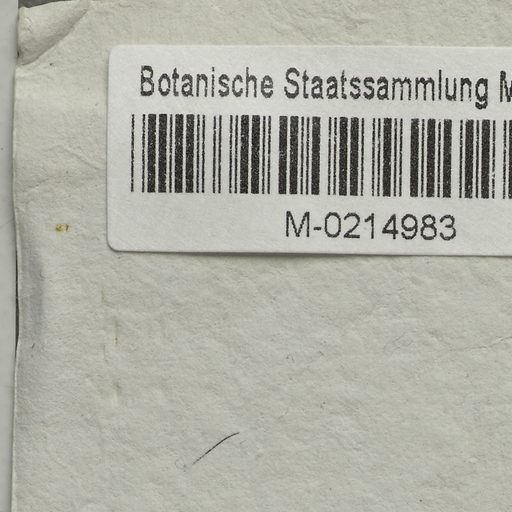 Botanische Staatssammlung M
M-0214983